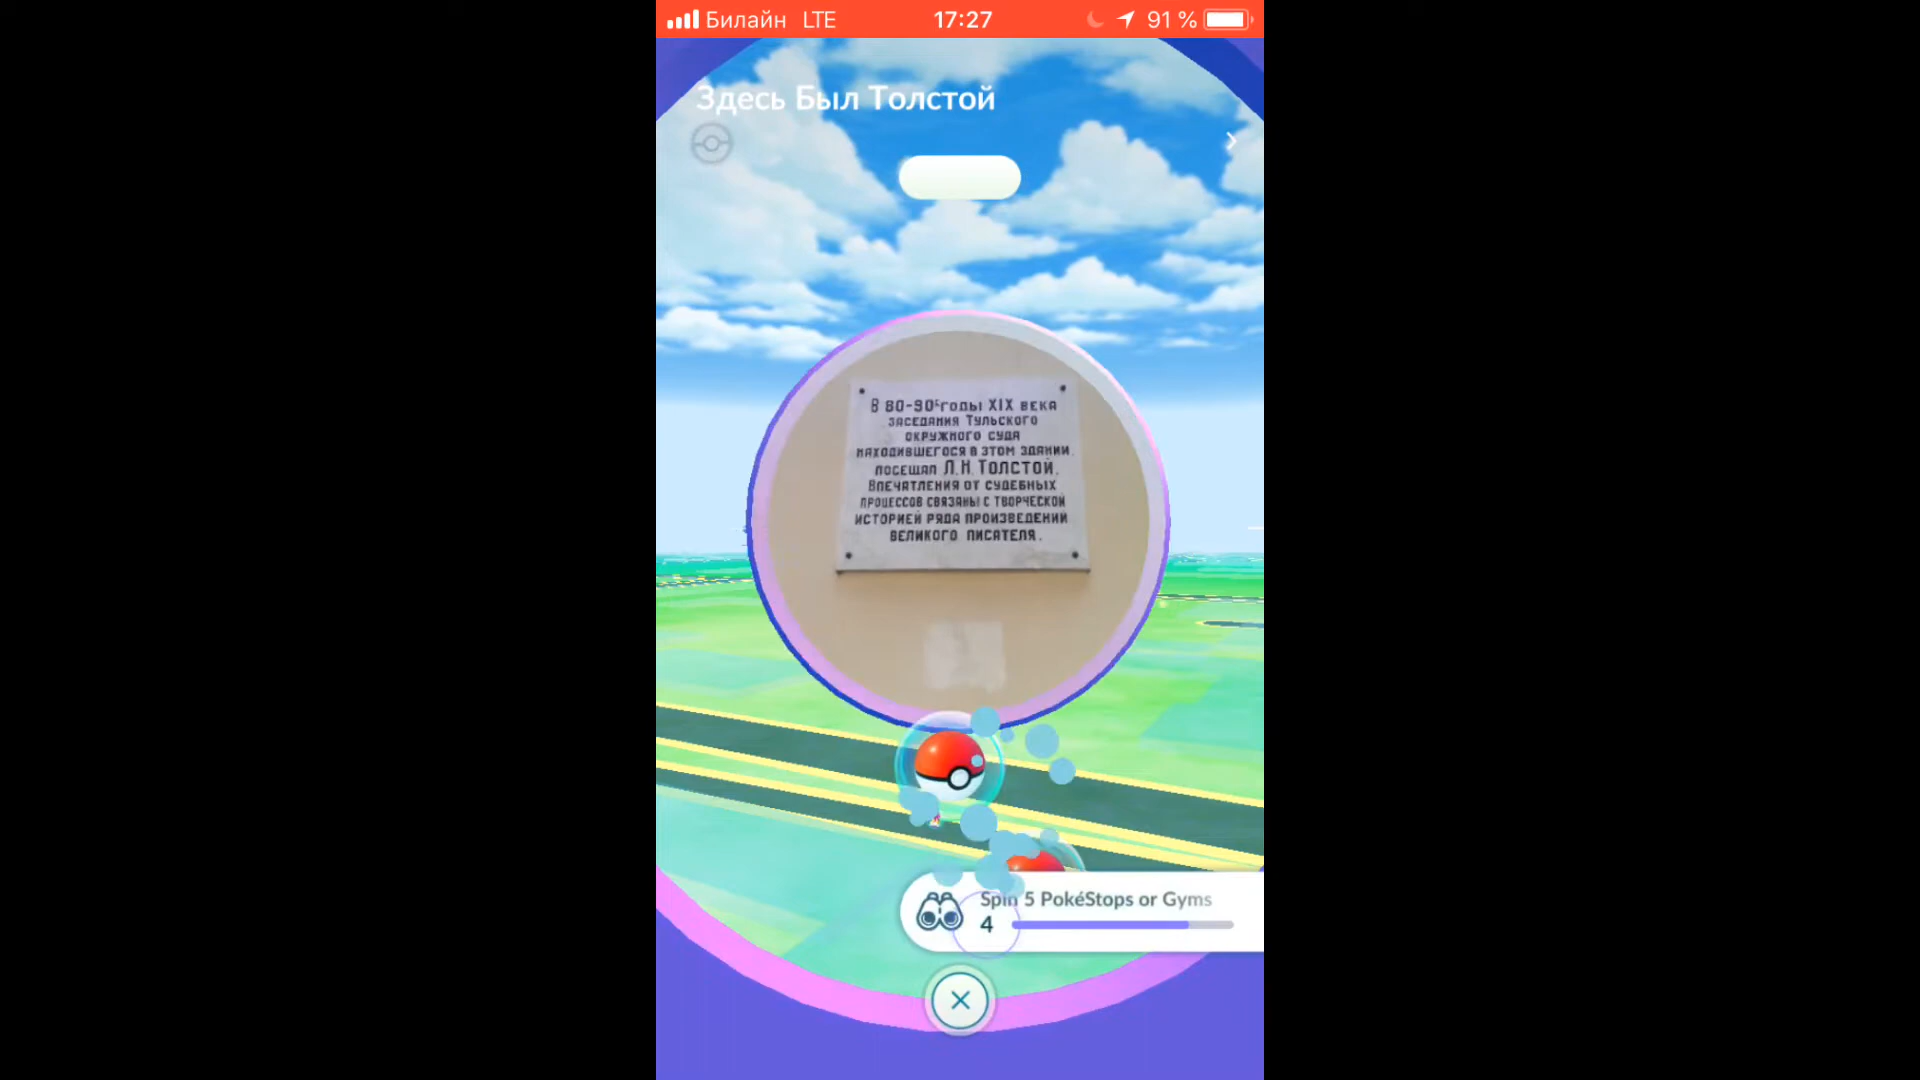 Билайн LTE 17:27 91 %
Здесь Был Толстой
В 80-90е годы XIX века
заседания Тульского
окружного суда
находившегося в этом здании
посещал Л.Н. Толстой.
Впечатления от судебных
процессов связаны с творческой
историей ряда произведений
великого писателя.
Spin 5 PokéStops or Gyms
4